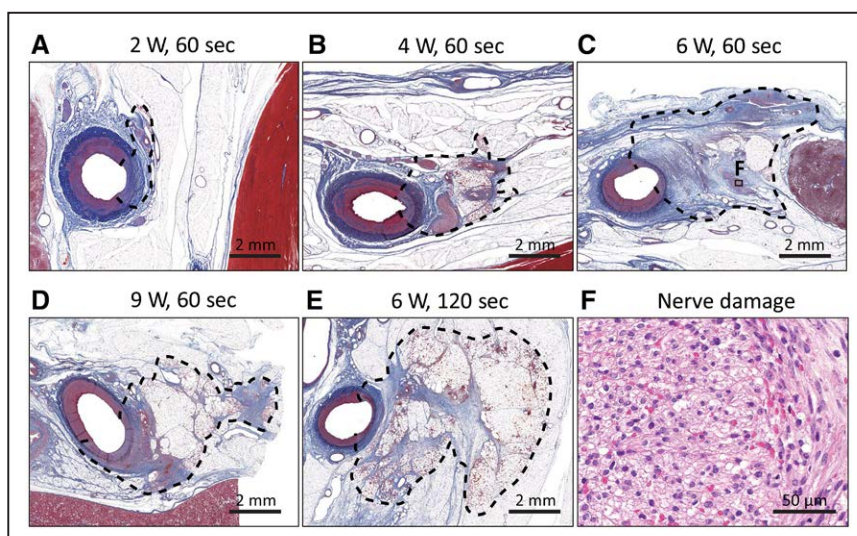 A 2 W, 60 sec
2 mm
B 4 W, 60 sec
2 mm
C 6 W, 60 sec
F
2 mm
D 9 W, 60 sec
2 mm
E 6 W, 120 sec
2 mm
F Nerve damage
50 µm